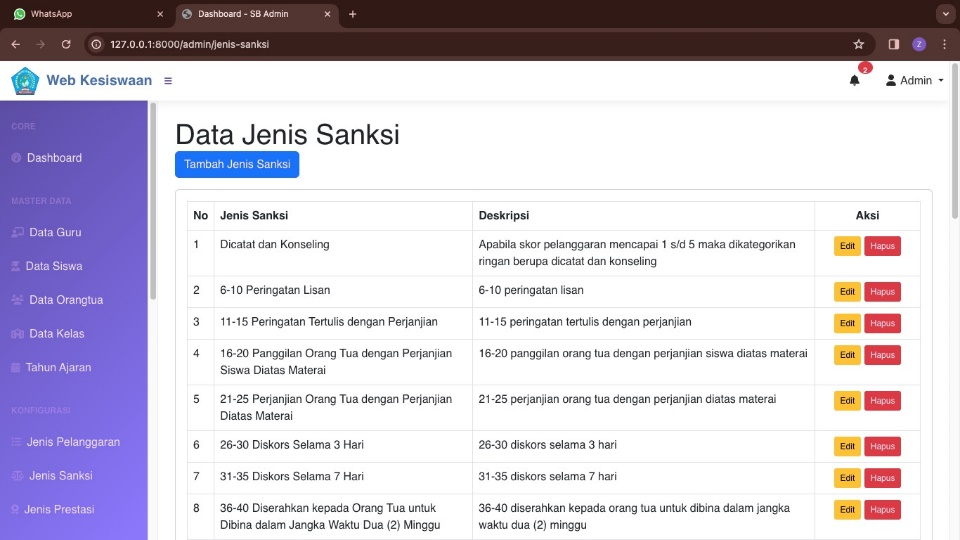 WhatsApp
Dashboard - SB Admin
127.0.0.1:8000/admin/jenis-sanksi
Z
Web Kesiswaan
2
Admin
CORE
Dashboard
MASTER DATA
Data Guru
Data Siswa
Data Orangtua
Data Kelas
Tahun Ajaran
KONFIGURASI
Jenis Pelanggaran
Jenis Sanksi
Jenis Prestasi
Data Jenis Sanksi
Tambah Jenis Sanksi
No Jenis Sanksi Deskripsi Aksi
1 Dicatat dan Konseling Apabila skor pelanggaran mencapai 1 s/d 5 maka dikategorikan Edit Hapus
ringan berupa dicatat dan konseling
2 6-10 Peringatan Lisan 6-10 peringatan lisan Edit Hapus
3 11-15 Peringatan Tertulis dengan Perjanjian 11-15 peringatan tertulis dengan perjanjian Edit Hapus
4 16-20 Panggilan Orang Tua dengan Perjanjian 16-20 panggilan orang tua dengan perjanjian siswa diatas materai Edit Hapus
Siswa Diatas Materai
5 21-25 Perjanjian Orang Tua dengan Perjanjian 21-25 perjanjian orang tua dengan perjanjian diatas materai Edit Hapus
Diatas Materai
6 26-30 Diskors Selama 3 Hari 26-30 diskors selama 3 hari Edit Hapus
7 31-35 Diskors Selama 7 Hari 31-35 diskors selama 7 hari Edit Hapus
8 36-40 Diserahkan kepada Orang Tua untuk 36-40 diserahkan kepada orang tua untuk dibina dalam jangka Edit Hapus
Dibina dalam Jangka Waktu Dua (2) Minggu waktu dua (2) minggu